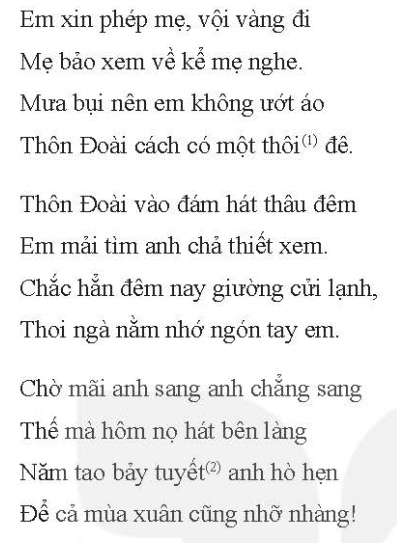 Em xin phép mẹ, vội vàng đi
Mẹ bảo xem về kể mẹ nghe.
Mưa bụi nên em không ướt áo
Thôn Đoài cách có một thôi(1) đê.
Thôn Đoài vào đám hát thâu đêm
Em mải tìm anh chả thiết xem.
Chắc hẳn đêm nay giường cửi lạnh,
Thoi ngà nằm nhớ ngón tay em.
Chờ mãi anh sang anh chẳng sang
Thế mà hôm nọ hát bên làng
Năm tao bảy tuyết(2) anh hò hẹn
Để cả mùa xuân cũng nhỡ nhàng!